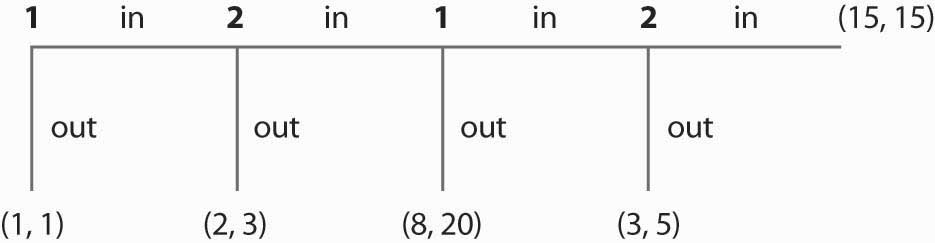 1 in 2 in 1 in 2 in (15, 15)
out out out out
(1, 1) (2, 3) (8, 20) (3, 5)